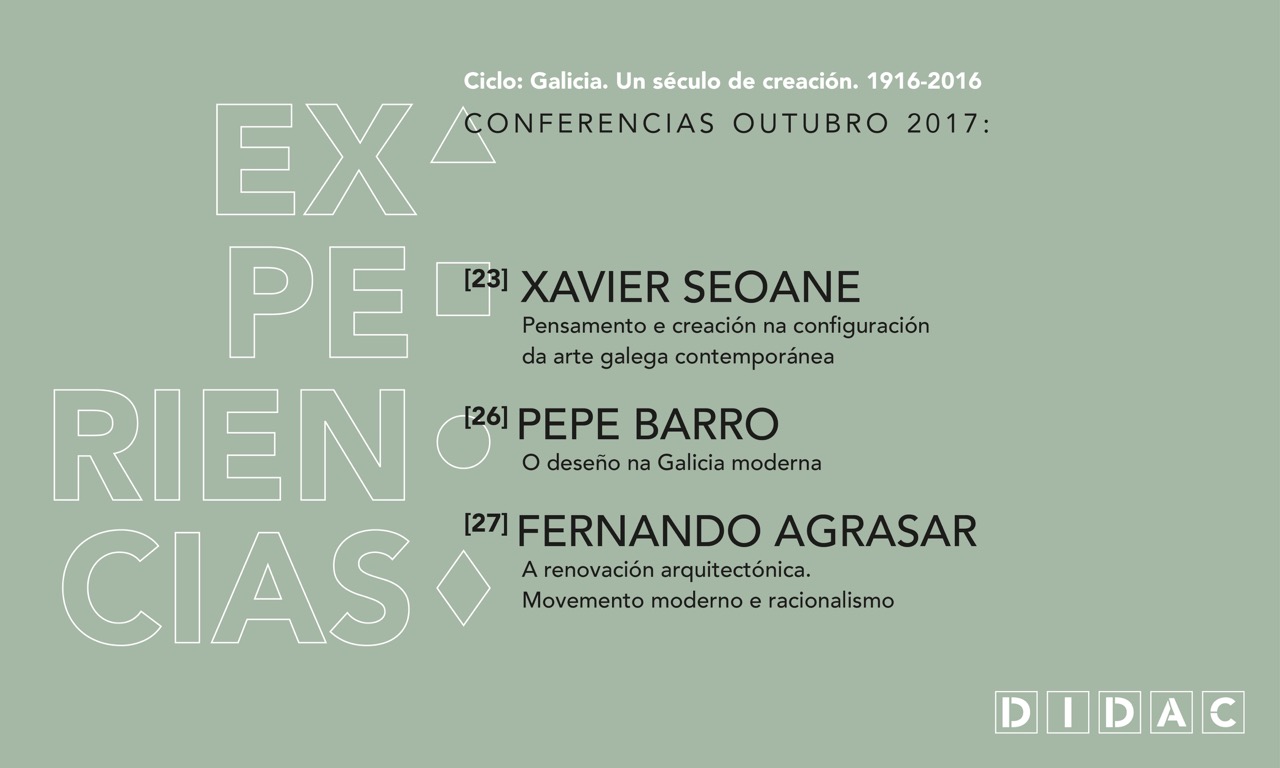 Ciclo: Galicia. Un século de creación. 1916-2016
CONFERENCIAS OUTUBRO 2017:
EX
PE
RIEN
CIAS
[23] XAVIER SEOANE
Pensamento e creación na configuración
da arte galega contemporánea
[26] PEPE BARRO
O deseño na Galicia moderna
[27] FERNANDO AGRASAR
A renovación arquitectónica.
Movemento moderno e racionalismo
DIDAC